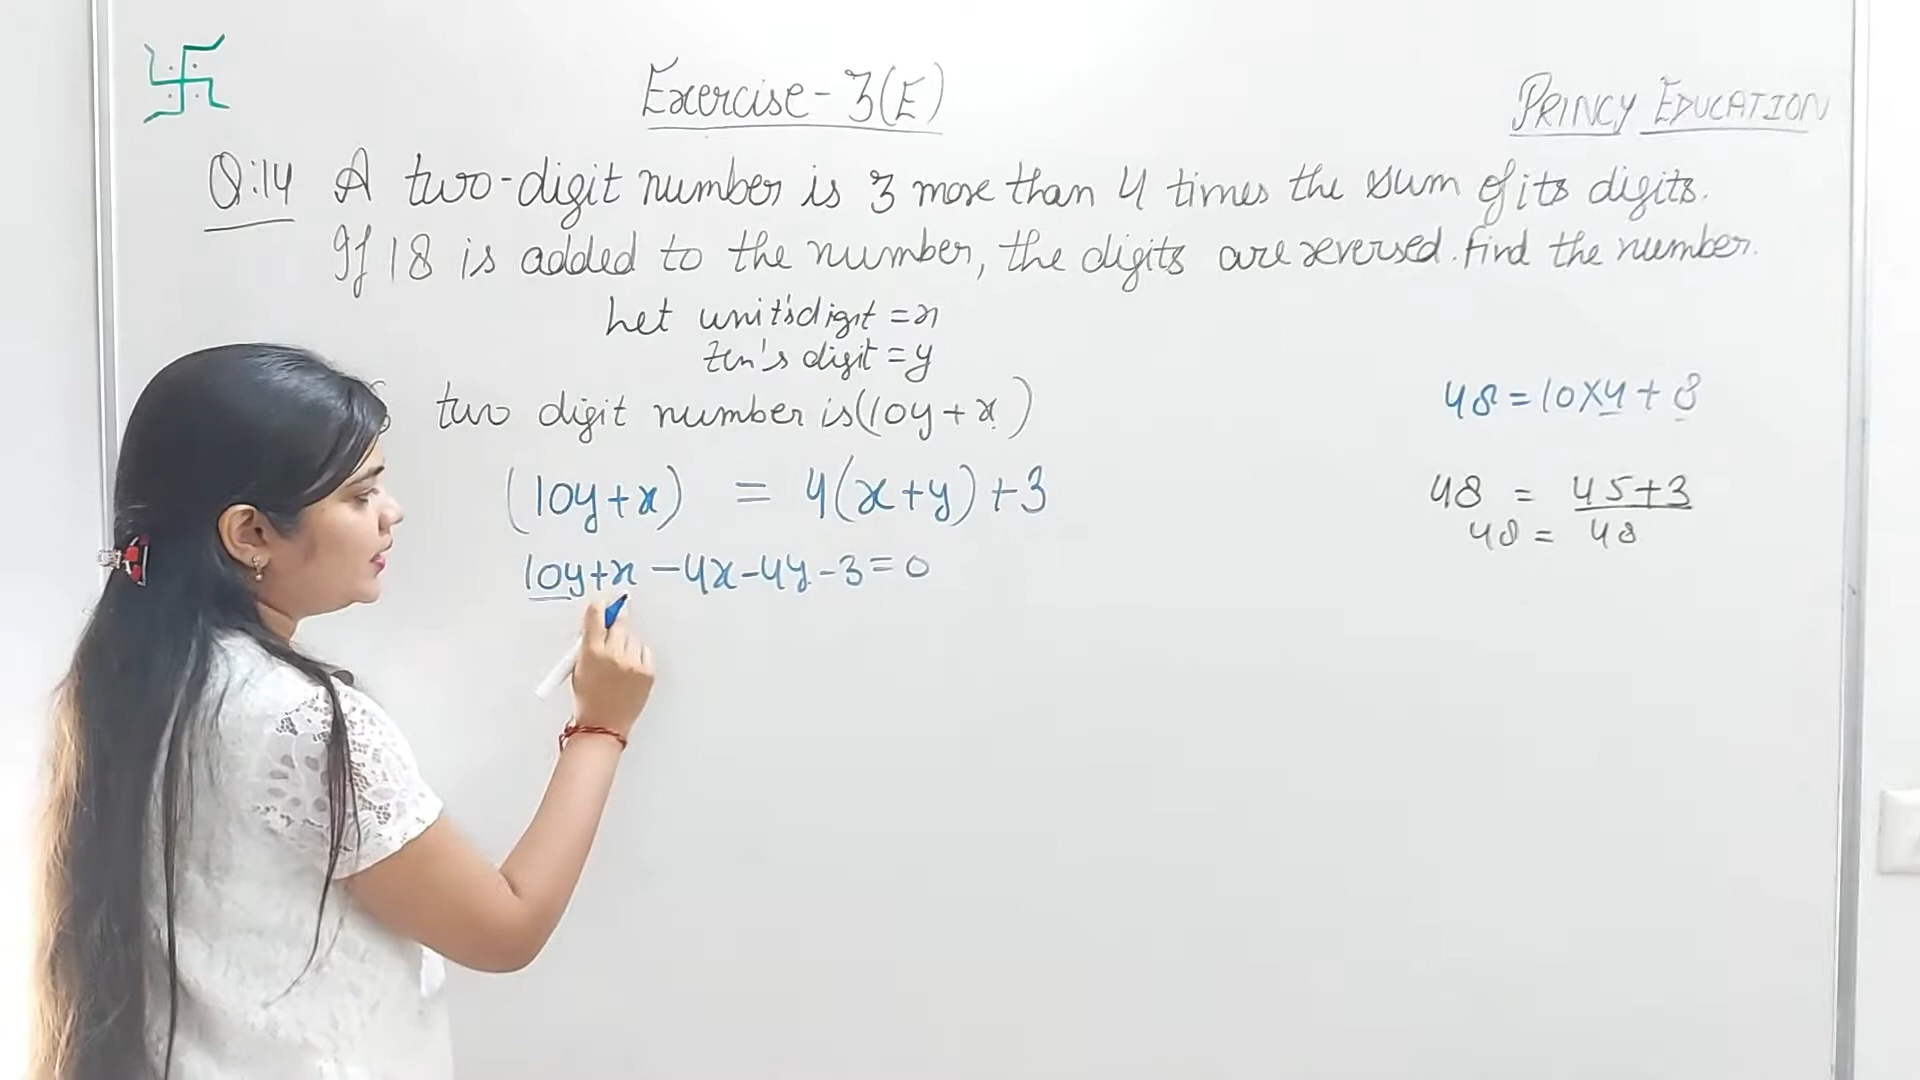 Exercise - 3(E)
PRINCY EDUCATION
Q:14 A two-digit number is 3 more than 4 times the sum of its digits.
If 18 is added to the number, the digits are reversed. Find the number.
Let unit'sdigit = x
ten's digit = y
two digit number is (10y + x)
(10y + x) = 4(x + y) + 3
10y + x - 4x - 4y - 3 = 0
48 = 10 X 4 + 8
48 = 45 + 3
48 = 48